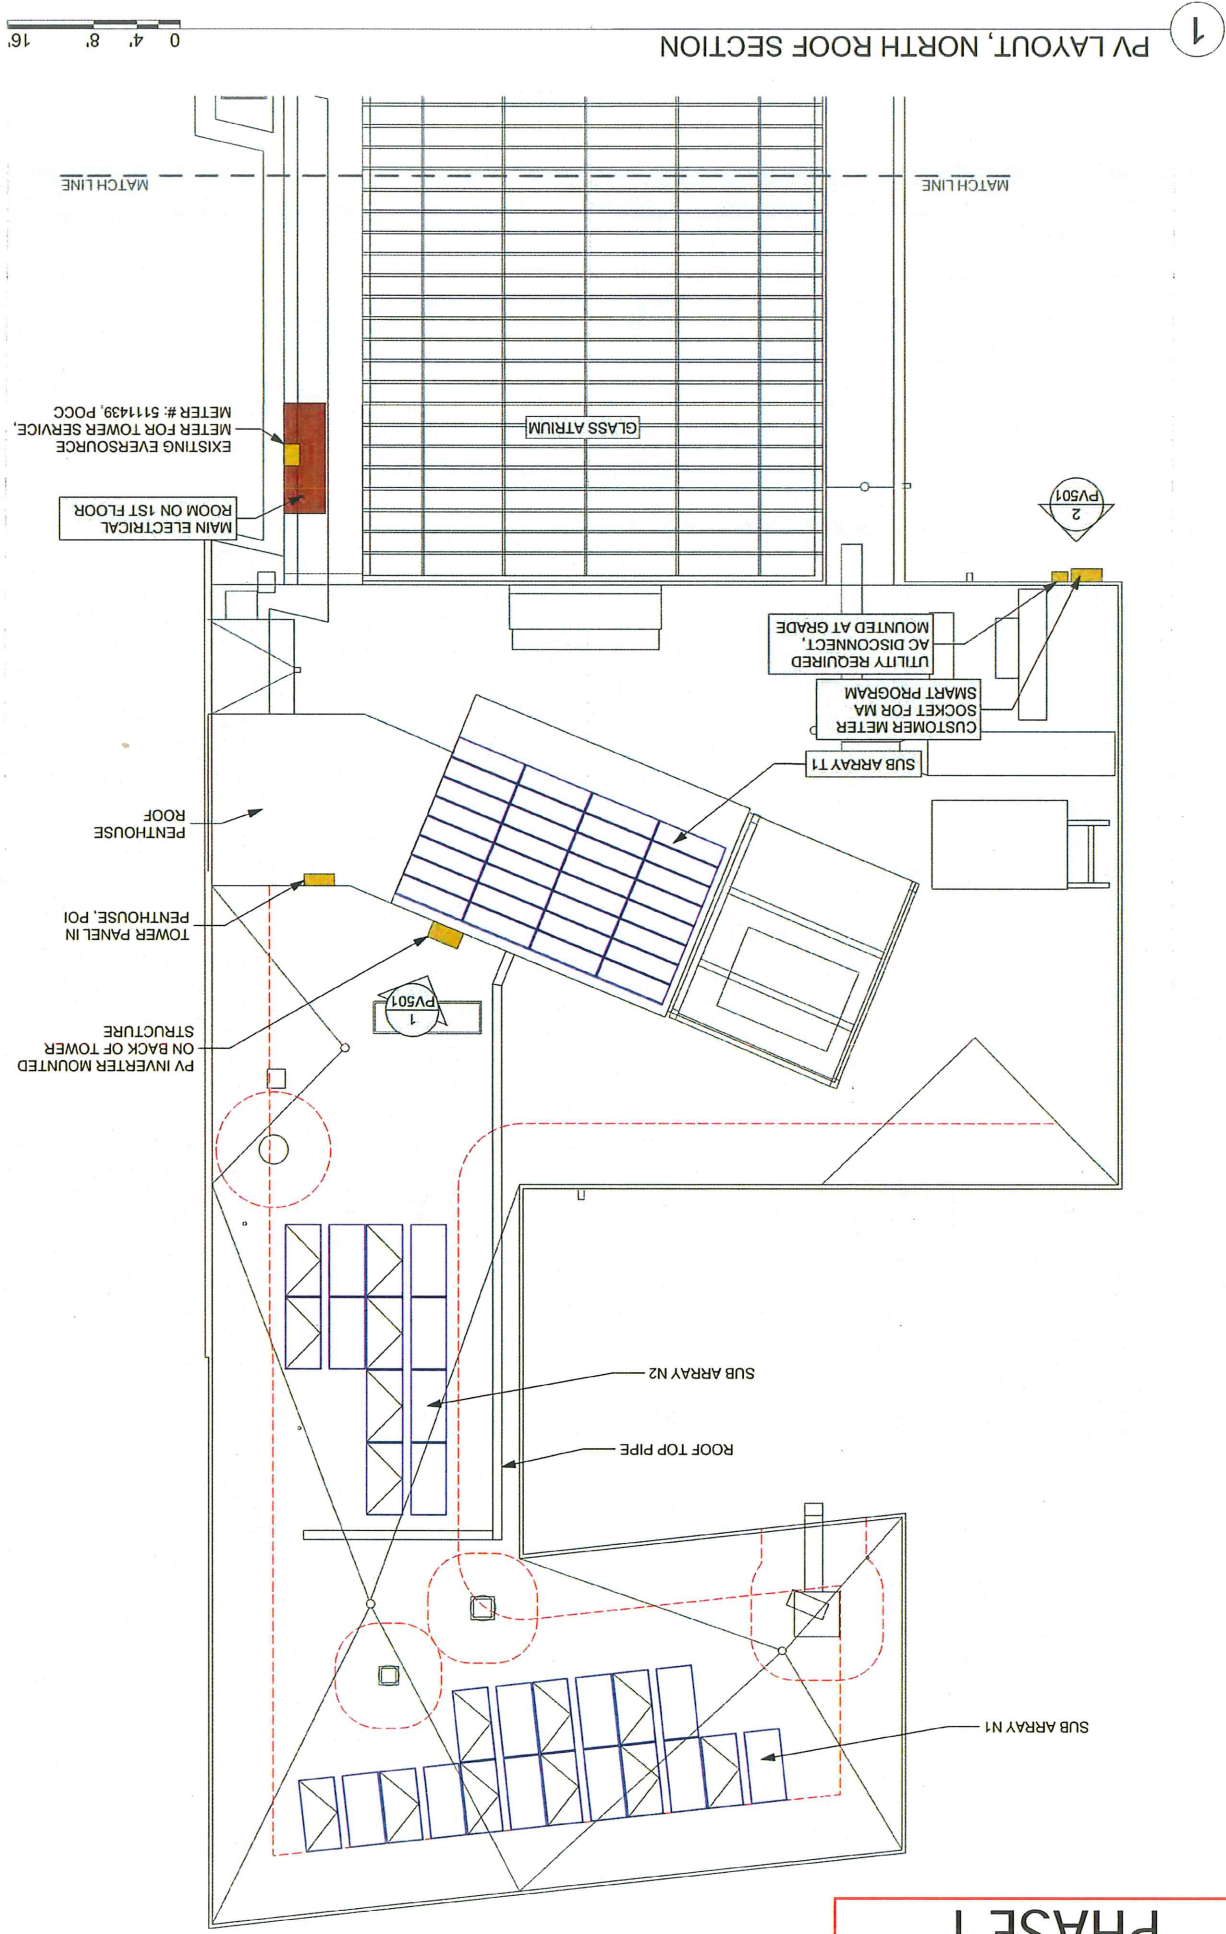 PHASE 1
SUB ARRAY N1
ROOF TOP PIPE
SUB ARRAY N2
PV INVERTER MOUNTED
ON BACK OF TOWER
STRUCTURE
1
PV501
TOWER PANEL IN
PENTHOUSE, POI
PENTHOUSE
ROOF
SUB ARRAY T1
CUSTOMER METER
SOCKET FOR MA
SMART PROGRAM
UTILITY REQUIRED
AC DISCONNECT,
MOUNTED AT GRADE
2
PV501
MAIN ELECTRICAL
ROOM ON 1ST FLOOR
EXISTING EVERSOURCE
METER FOR TOWER SERVICE,
METER #: 5111439, POCC
GLASS ATRIUM
MATCH LINE
MATCH LINE
1
PV LAYOUT, NORTH ROOF SECTION
0 4' 8' 16'